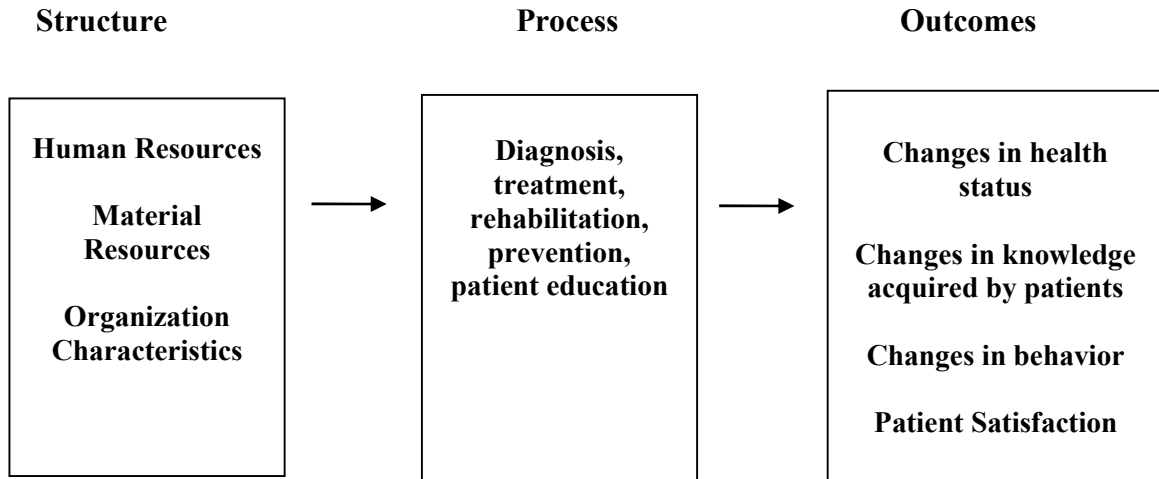 Structure
Process
Outcomes
Human Resources
Material
Resources
Organization
Characteristics
Diagnosis,
treatment,
rehabilitation,
prevention,
patient education
Changes in health
status
Changes in knowledge
acquired by patients
Changes in behavior
Patient Satisfaction